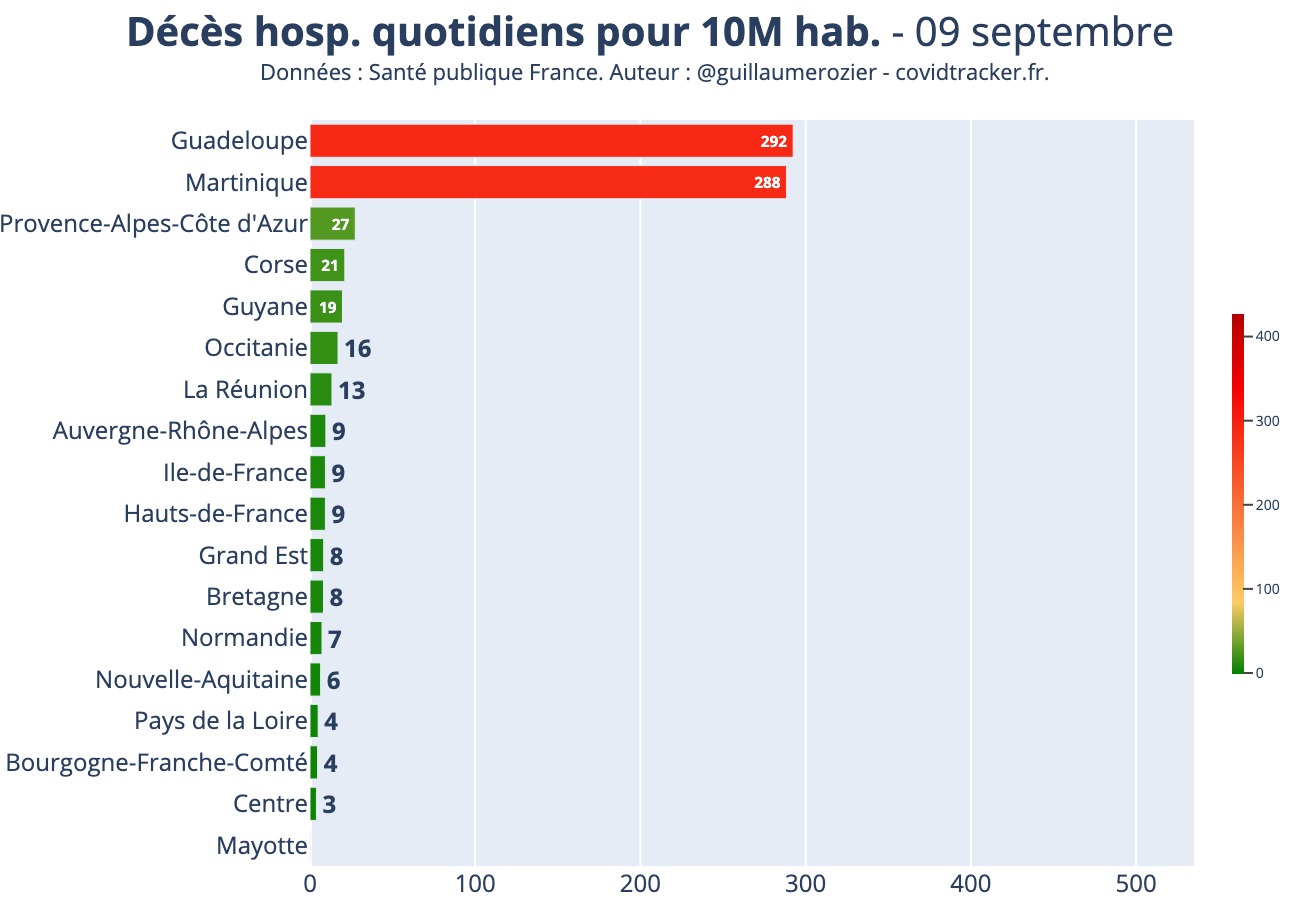 Décès hosp. quotidiens pour 10M hab. - 09 septembre
Données : Santé publique France. Auteur : @guillaumerozier - covidtracker.fr.
Guadeloupe 292
Martinique 288
Provence-Alpes-Côte d'Azur 27
Corse 21
Guyane 19
Occitanie 16
La Réunion 13
Auvergne-Rhône-Alpes 9
Ile-de-France 9
Hauts-de-France 9
Grand Est 8
Bretagne 8
Normandie 7
Nouvelle-Aquitaine 6
Pays de la Loire 4
Bourgogne-Franche-Comté 4
Centre 3
Mayotte
0 100 200 300 400 500
400
300
200
100
0